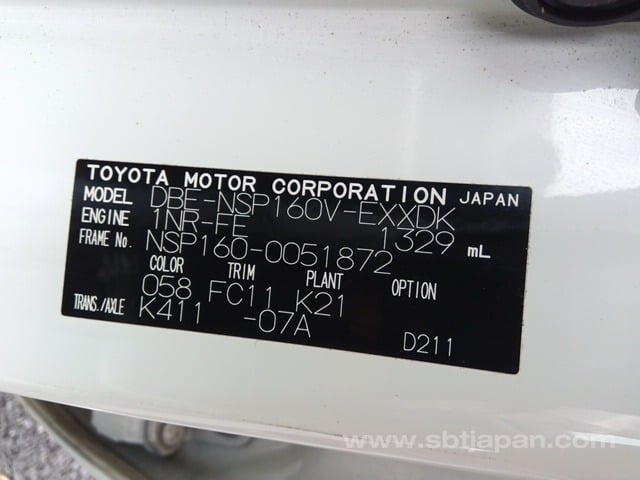 TOYOTA MOTOR CORPORATION JAPAN
MODEL DBE-NSP160V-EXXDK
ENGINE 1NR-FE 1329 mL
FRAME No. NSP160-0051872
COLOR TRIM PLANT OPTION
058 FC11 K21
TRANS./AXLE K411 -07A
D211
www.sbtjapan.com